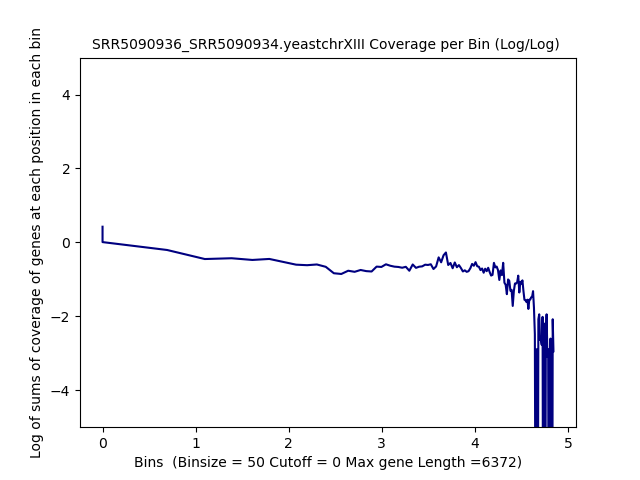 SRR5090936_SRR5090934.yeastchrXIII Coverage per Bin (Log/Log)
Log of sums of coverage of genes at each position in each bin
4
2
0
−2
−4
0 1 2 3 4 5
Bins  (Binsize = 50 Cutoff = 0 Max gene Length =6372)